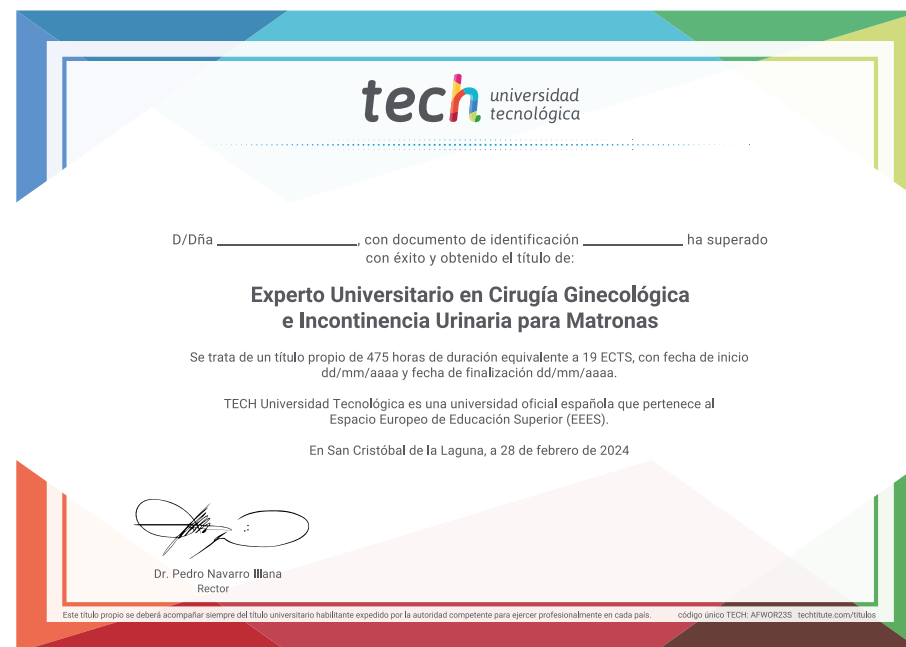 tech universidad
tecnológica
D/Dña ______________, con documento de identificación __________ ha superado
con éxito y obtenido el título de:
Experto Universitario en Cirugía Ginecológica
e Incontinencia Urinaria para Matronas
Se trata de un título propio de 475 horas de duración equivalente a 19 ECTS, con fecha de inicio
dd/mm/aaaa y fecha de finalización dd/mm/aaaa.
TECH Universidad Tecnológica es una universidad oficial española que pertenece al
Espacio Europeo de Educación Superior (EEES).
En San Cristóbal de la Laguna, a 28 de febrero de 2024
Dr. Pedro Navarro Illana
Rector
Este título propio se deberá acompañar siempre del título universitario habilitante expedido por la autoridad competente para ejercer profesionalmente en cada país. código único TECH: AFWOR23S techtitute.com/titulos